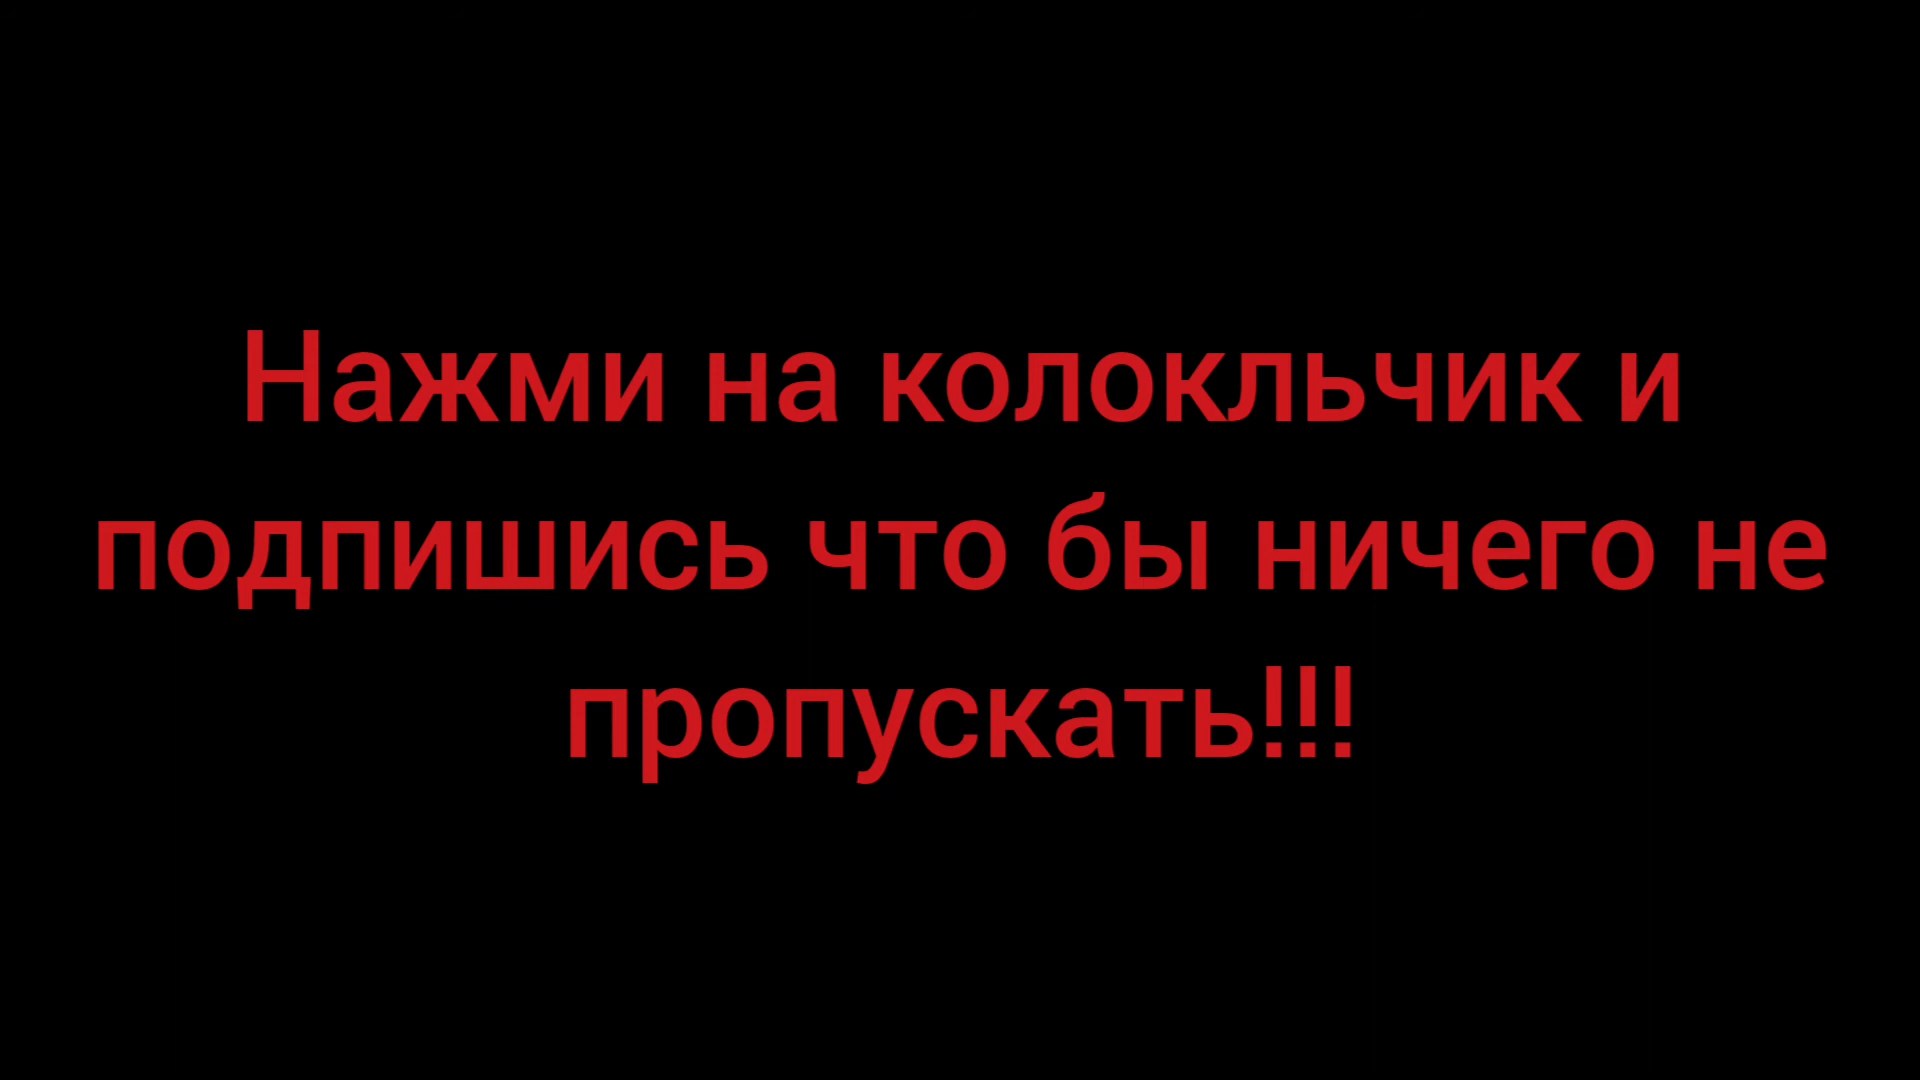 Нажми на колокльчик и
подпишись что бы ничего не
пропускать!!!